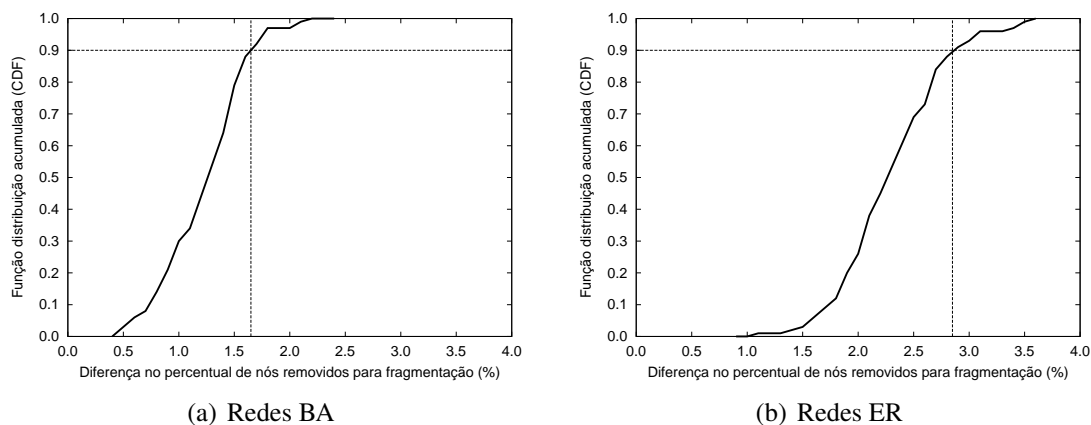 1.0
0.9
0.8
0.7
0.6
0.5
0.4
0.3
0.2
0.1
0.0
Função distribuição acumulada (CDF)
0.0 0.5 1.0 1.5 2.0 2.5 3.0 3.5 4.0
Diferença no percentual de nós removidos para fragmentação (%)
(a) Redes BA
1.0
0.9
0.8
0.7
0.6
0.5
0.4
0.3
0.2
0.1
0.0
Função distribuição acumulada (CDF)
0.0 0.5 1.0 1.5 2.0 2.5 3.0 3.5 4.0
Diferença no percentual de nós removidos para fragmentação (%)
(b) Redes ER